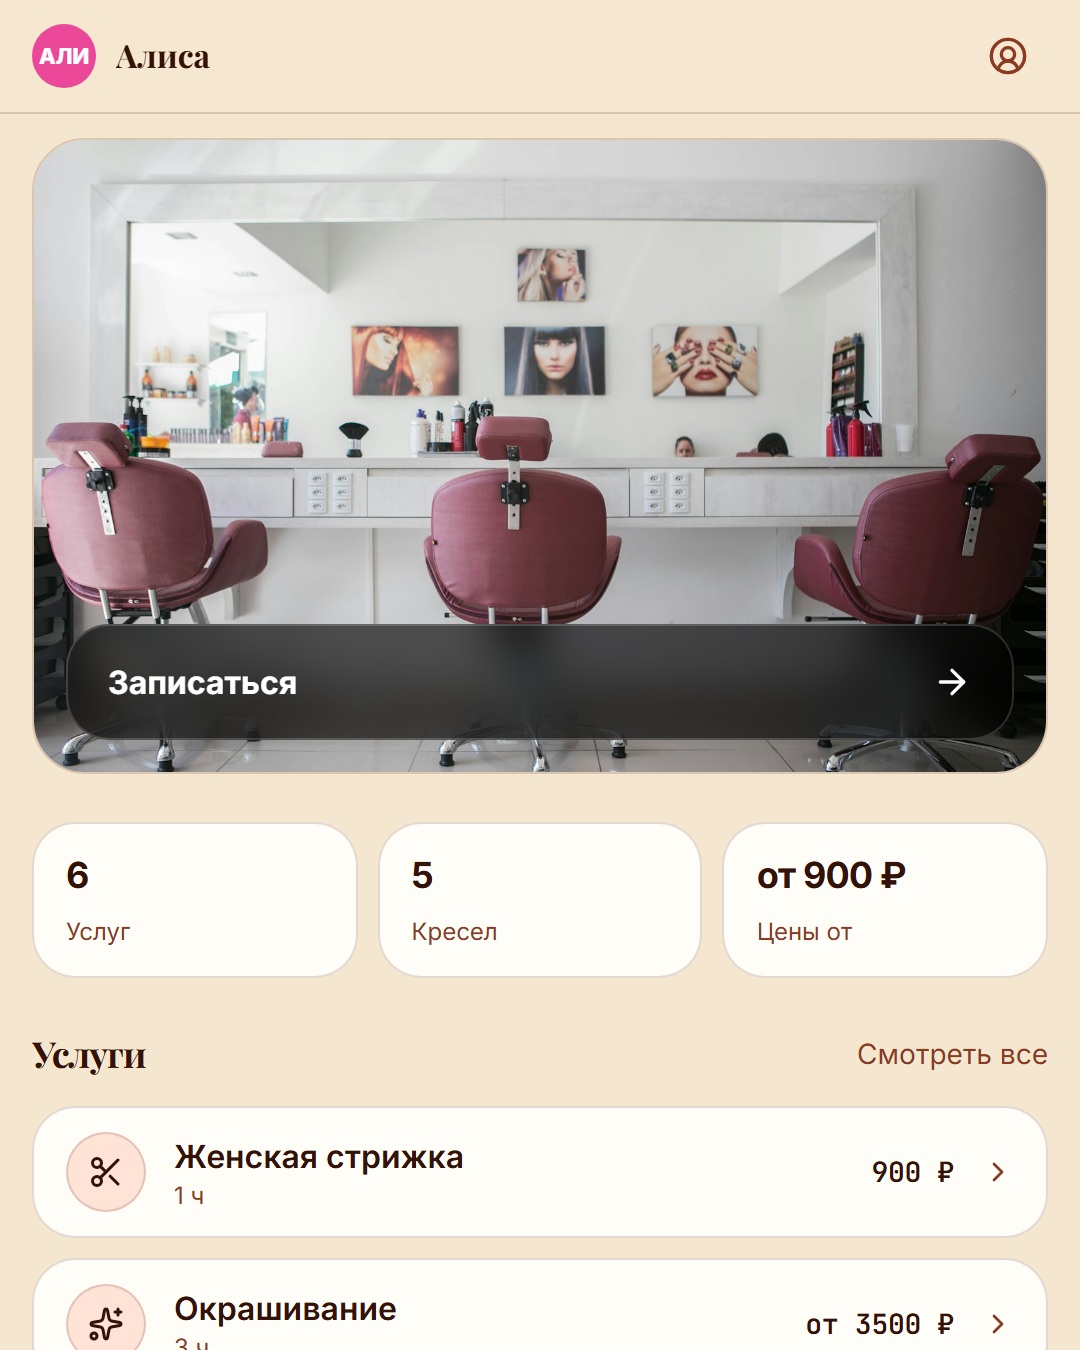 АЛИ
Алиса
Записаться
6
Услуг
5
Кресел
от 900 ₽
Цены от
Услуги
Смотреть все
Женская стрижка
1 ч
900 ₽
Окрашивание
3 ч
от 3500 ₽